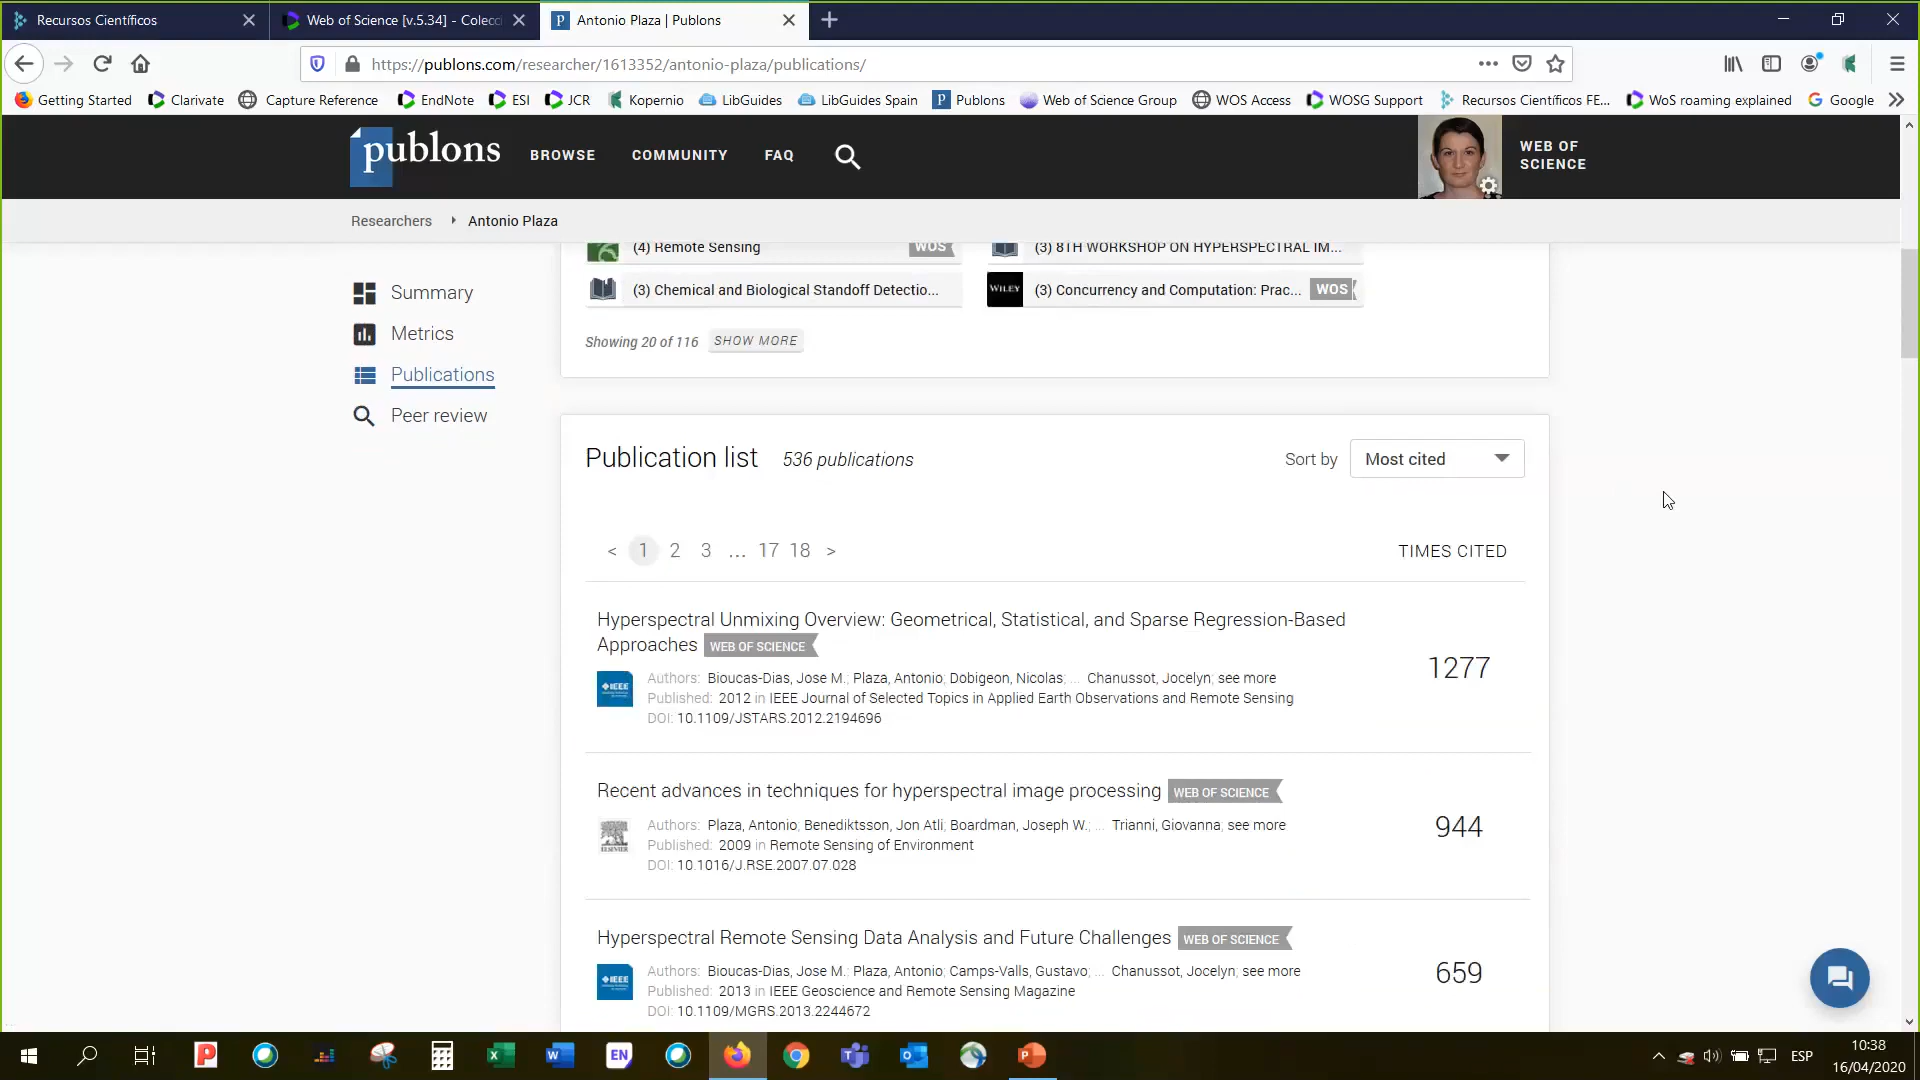 Recursos Científicos
Web of Science [v.5.34] - Colecc
Antonio Plaza | Publons
https://publons.com/researcher/1613352/antonio-plaza/publications/
Getting Started
Clarivate
Capture Reference
EndNote
ESI
JCR
Kopernio
LibGuides
LibGuides Spain
Publons
Web of Science Group
WOS Access
WOSG Support
Recursos Científicos FE...
WoS roaming explained
Google
publons
BROWSE
COMMUNITY
FAQ
WEB OF
SCIENCE
Researchers
Antonio Plaza
Summary
Metrics
Publications
Peer review
(4) Remote Sensing
WOS
(3) 8TH WORKSHOP ON HYPERSPECTRAL IM...
(3) Chemical and Biological Standoff Detectio...
WILEY
(3) Concurrency and Computation: Prac...
WOS
Showing 20 of 116
SHOW MORE
Publication list
536 publications
Sort by
Most cited
< 1 2 3 ... 17 18 >
TIMES CITED
Hyperspectral Unmixing Overview: Geometrical, Statistical, and Sparse Regression-Based
Approaches WEB OF SCIENCE
IEEE
Authors: Bioucas-Dias, Jose M.; Plaza, Antonio; Dobigeon, Nicolas; ... Chanussot, Jocelyn; see more
Published: 2012 in IEEE Journal of Selected Topics in Applied Earth Observations and Remote Sensing
DOI: 10.1109/JSTARS.2012.2194696
1277
Recent advances in techniques for hyperspectral image processing WEB OF SCIENCE
ELSEVIER
Authors: Plaza, Antonio; Benediktsson, Jon Atli; Boardman, Joseph W.; ... Trianni, Giovanna; see more
Published: 2009 in Remote Sensing of Environment
DOI: 10.1016/J.RSE.2007.07.028
944
Hyperspectral Remote Sensing Data Analysis and Future Challenges WEB OF SCIENCE
IEEE
Authors: Bioucas-Dias, Jose M.; Plaza, Antonio; Camps-Valls, Gustavo; ... Chanussot, Jocelyn; see more
Published: 2013 in IEEE Geoscience and Remote Sensing Magazine
DOI: 10.1109/MGRS.2013.2244672
659
EN
ESP
10:38
16/04/2020